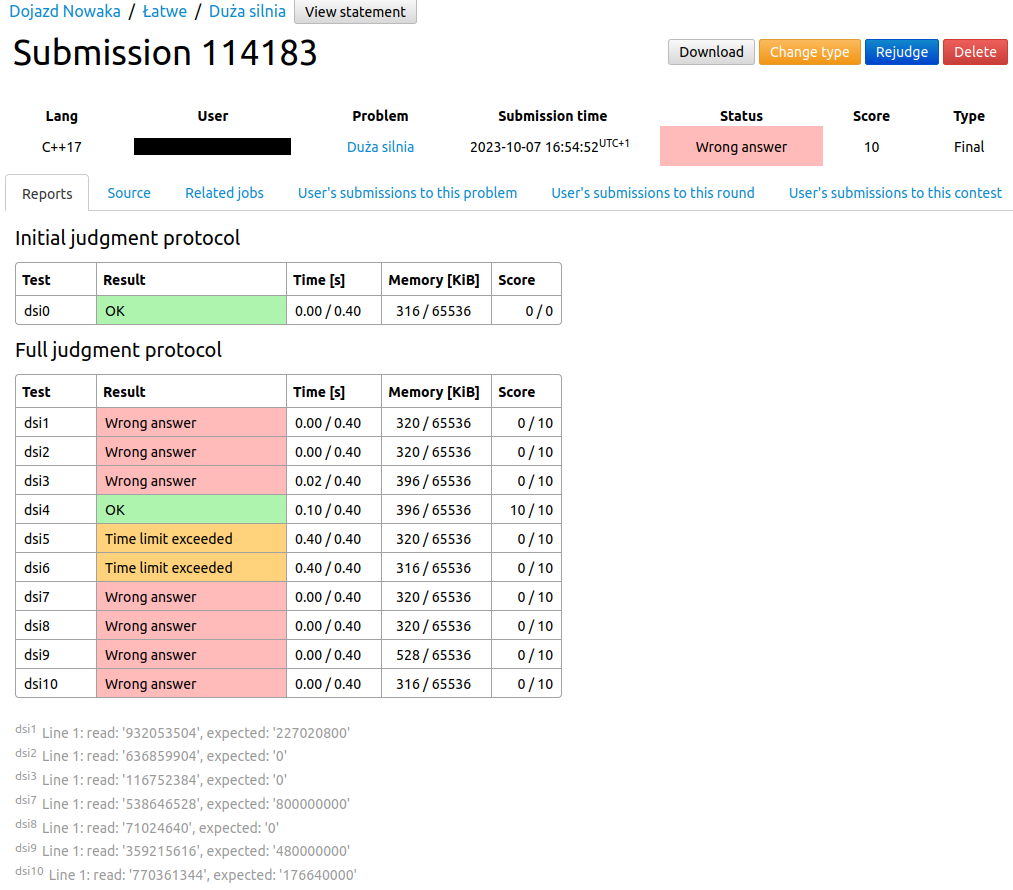 Dojazd Nowaka / Łatwe / Duża silnia View statement
Submission 114183
Download Change type Rejudge Delete
Lang User Problem Submission time Status Score Type
C++17 Duża silnia 2023-10-07 16:54:52UTC+1 Wrong answer 10 Final
Reports Source Related jobs User's submissions to this problem User's submissions to this round User's submissions to this contest
Initial judgment protocol
Test Result Time [s] Memory [KiB] Score
dsi0 OK 0.00 / 0.40 316 / 65536 0 / 0
Full judgment protocol
Test Result Time [s] Memory [KiB] Score
dsi1 Wrong answer 0.00 / 0.40 320 / 65536 0 / 10
dsi2 Wrong answer 0.00 / 0.40 320 / 65536 0 / 10
dsi3 Wrong answer 0.02 / 0.40 396 / 65536 0 / 10
dsi4 OK 0.10 / 0.40 396 / 65536 10 / 10
dsi5 Time limit exceeded 0.40 / 0.40 320 / 65536 0 / 10
dsi6 Time limit exceeded 0.40 / 0.40 316 / 65536 0 / 10
dsi7 Wrong answer 0.00 / 0.40 320 / 65536 0 / 10
dsi8 Wrong answer 0.00 / 0.40 320 / 65536 0 / 10
dsi9 Wrong answer 0.00 / 0.40 528 / 65536 0 / 10
dsi10 Wrong answer 0.00 / 0.40 316 / 65536 0 / 10
dsi1 Line 1: read: '932053504', expected: '227020800'
dsi2 Line 1: read: '636859904', expected: '0'
dsi3 Line 1: read: '116752384', expected: '0'
dsi7 Line 1: read: '538646528', expected: '800000000'
dsi8 Line 1: read: '71024640', expected: '0'
dsi9 Line 1: read: '359215616', expected: '480000000'
dsi10 Line 1: read: '770361344', expected: '176640000'